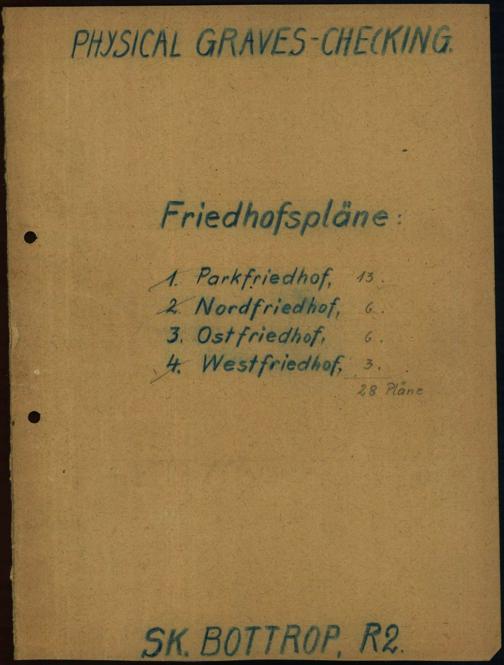 PHYSICAL GRAVES-CHECKING.
Friedhofspläne:
1. Parkfriedhof, 13.
2. Nordfriedhof, 6.
3. Ostfriedhof, 6.
4. Westfriedhof, 3.
28 Pläne
SK. BOTTROP, R2.